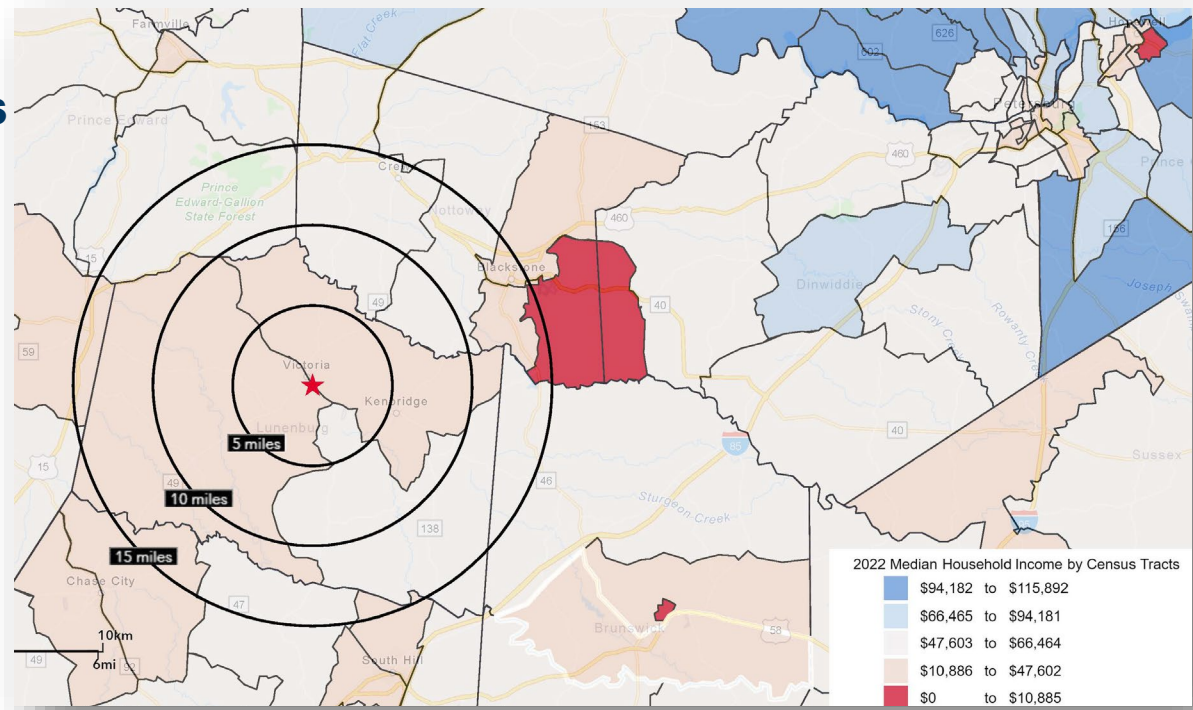 s
Farmville
Flat Creek
602
626
Hopewell
Prince Edward
153
Petersburg
460
Prince
Prince
Edward-Gallion
State Forest
Crewe
Nottoway
460
156
15
Blackstone
Dinwiddie
Joseph
49
40
Stony Creek
Rowanty Creek
59
Victoria
Kenbridge
Lunenburg
5 miles
40
85
Sussex
15
49
10 miles
46
Sturgeon Creek
138
95
15 miles
Chase City
47
Brunswick
58
10km
6mi
49
92
South Hill
2022 Median Household Income by Census Tracts
$94,182 to $115,892
$66,465 to $94,181
$47,603 to $66,464
$10,886 to $47,602
$0 to $10,885